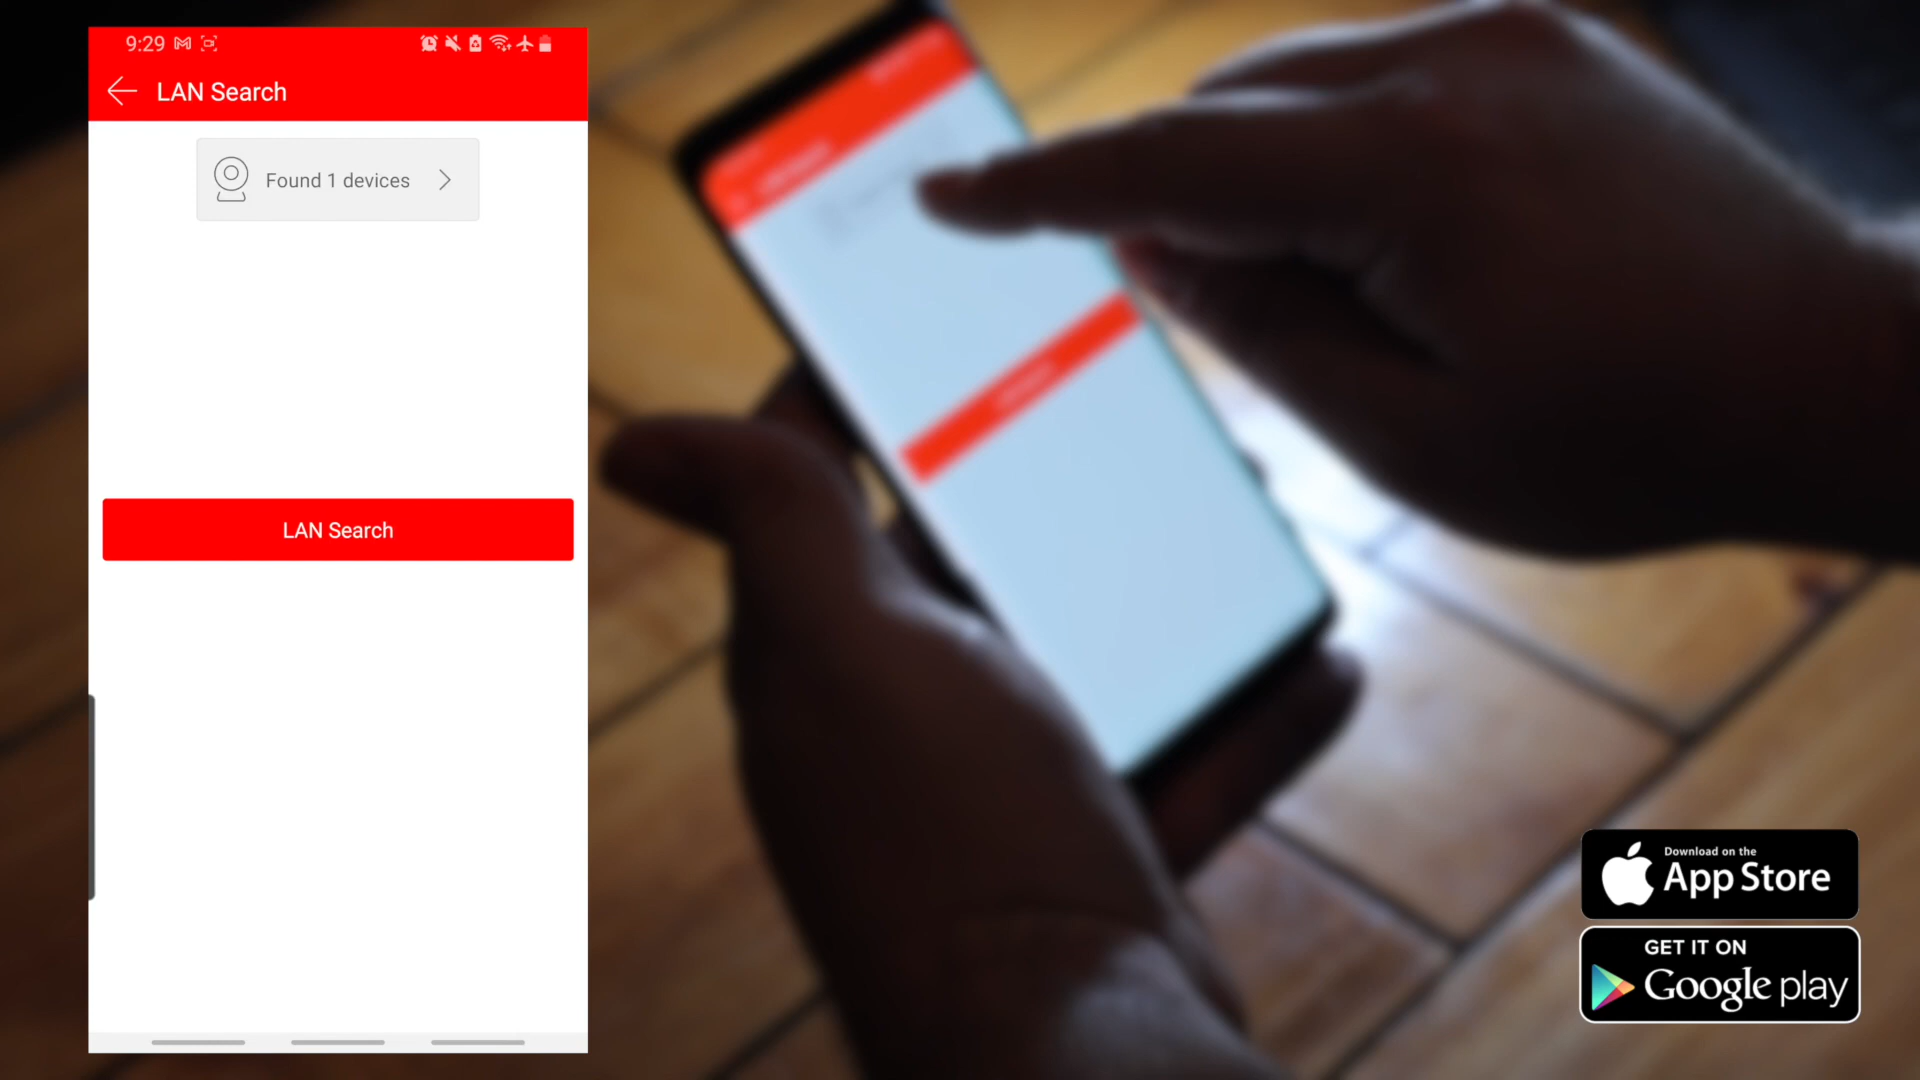 9:29
LAN Search
Found 1 devices
LAN Search
Download on the
App Store
GET IT ON
Google play